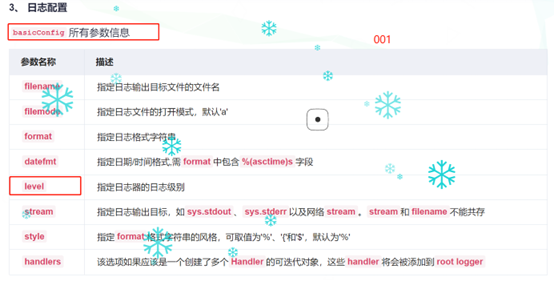 3、 日志配置
basicConfig 所有参数信息
001
参数名称 描述
filename 指定日志输出目标文件的文件名
filemode 指定日志文件的打开模式，默认'a'
format 指定日志格式字符串
datefmt 指定日期/时间格式,需 format 中包含 %(asctime)s 字段
level 指定日志器的日志级别
stream 指定日志输出目标，如 sys.stdout 、 sys.stderr 以及网络 stream 。 stream 和 filename 不能共存
style 指定 format 格式字符串的风格，可取值为'%'、'{'和'$'，默认为'%'
handlers 该选项如果应该是一个创建了多个 Handler 的可迭代对象，这些 handler 将会被添加到 root logger